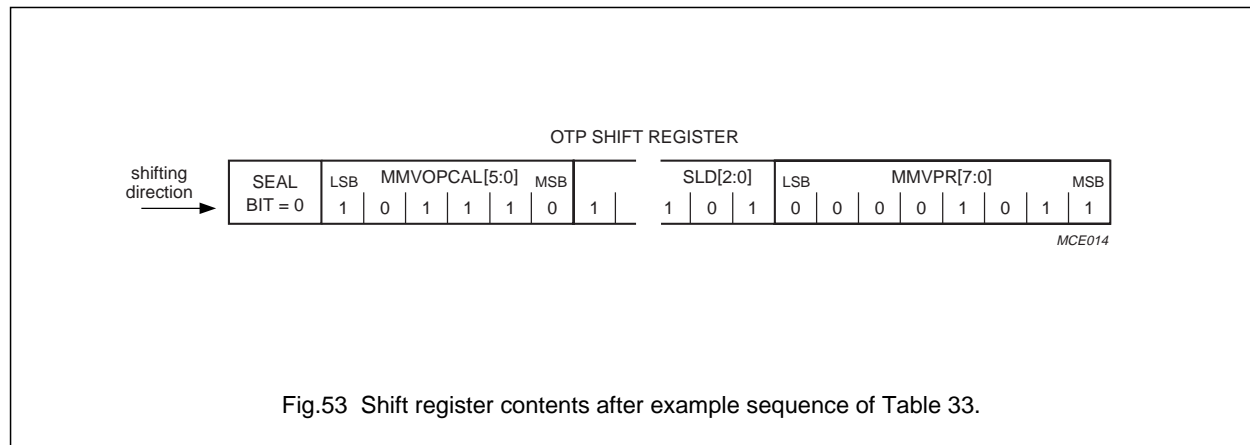 OTP SHIFT REGISTER
shifting
direction
SEAL
BIT = 0
LSB MMVOPCAL[5:0] MSB
1 0 1 1 1 0
1
SLD[2:0]
1 0 1
LSB MMVPR[7:0] MSB
0 0 0 0 1 0 1 1
MCE014
Fig.53 Shift register contents after example sequence of Table 33.